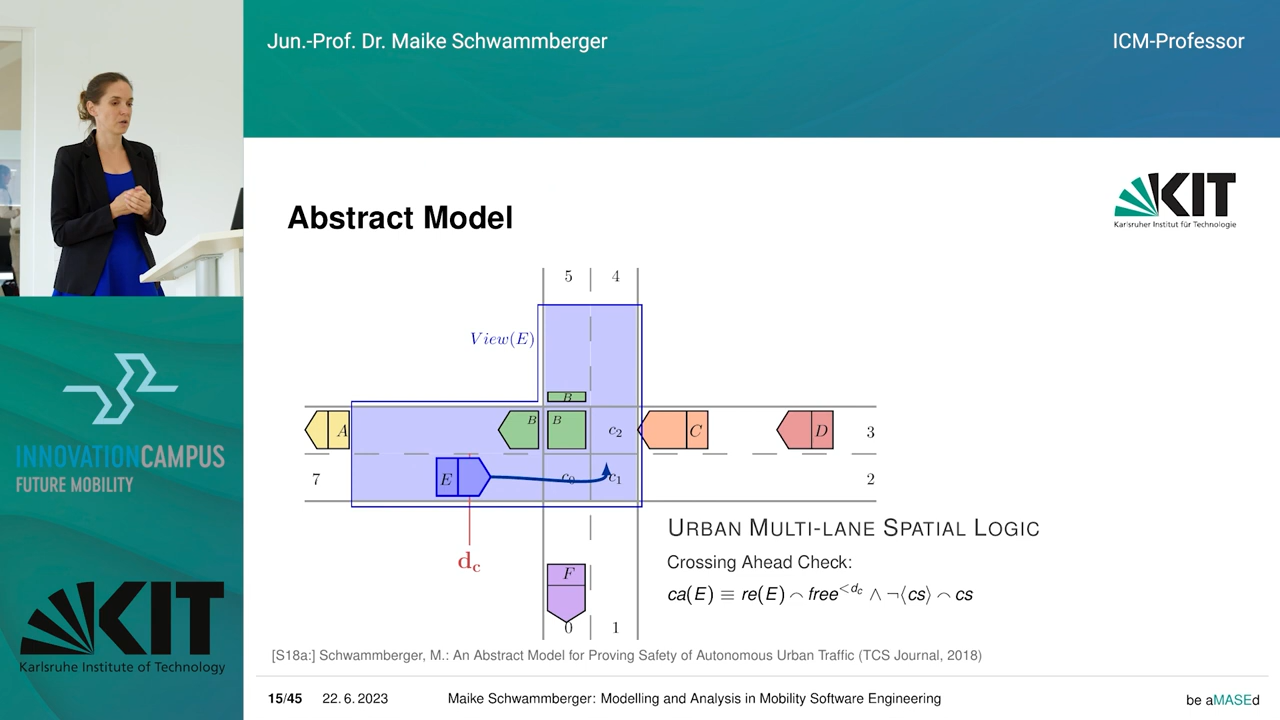 Jun.-Prof. Dr. Maike Schwammberger
ICM-Professor
KIT
Karlsruher Institut für Technologie
Abstract Model
5 4
View(E)
B
A B B c2 C D 3
7 E c0 c1 2
dc
URBAN MULTI-LANE SPATIAL LOGIC
Crossing Ahead Check:
ca(E) ≡ re(E) ⌢ free^{<d_c} ∧ ¬⟨cs⟩ ⌢ cs
F
0 1
[S18a:] Schwammberger, M.: An Abstract Model for Proving Safety of Autonomous Urban Traffic (TCS Journal, 2018)
15/45 22. 6. 2023 Maike Schwammberger: Modelling and Analysis in Mobility Software Engineering be aMASEd
INNOVATIONCAMPUS
FUTURE MOBILITY
KIT
Karlsruhe Institute of Technology